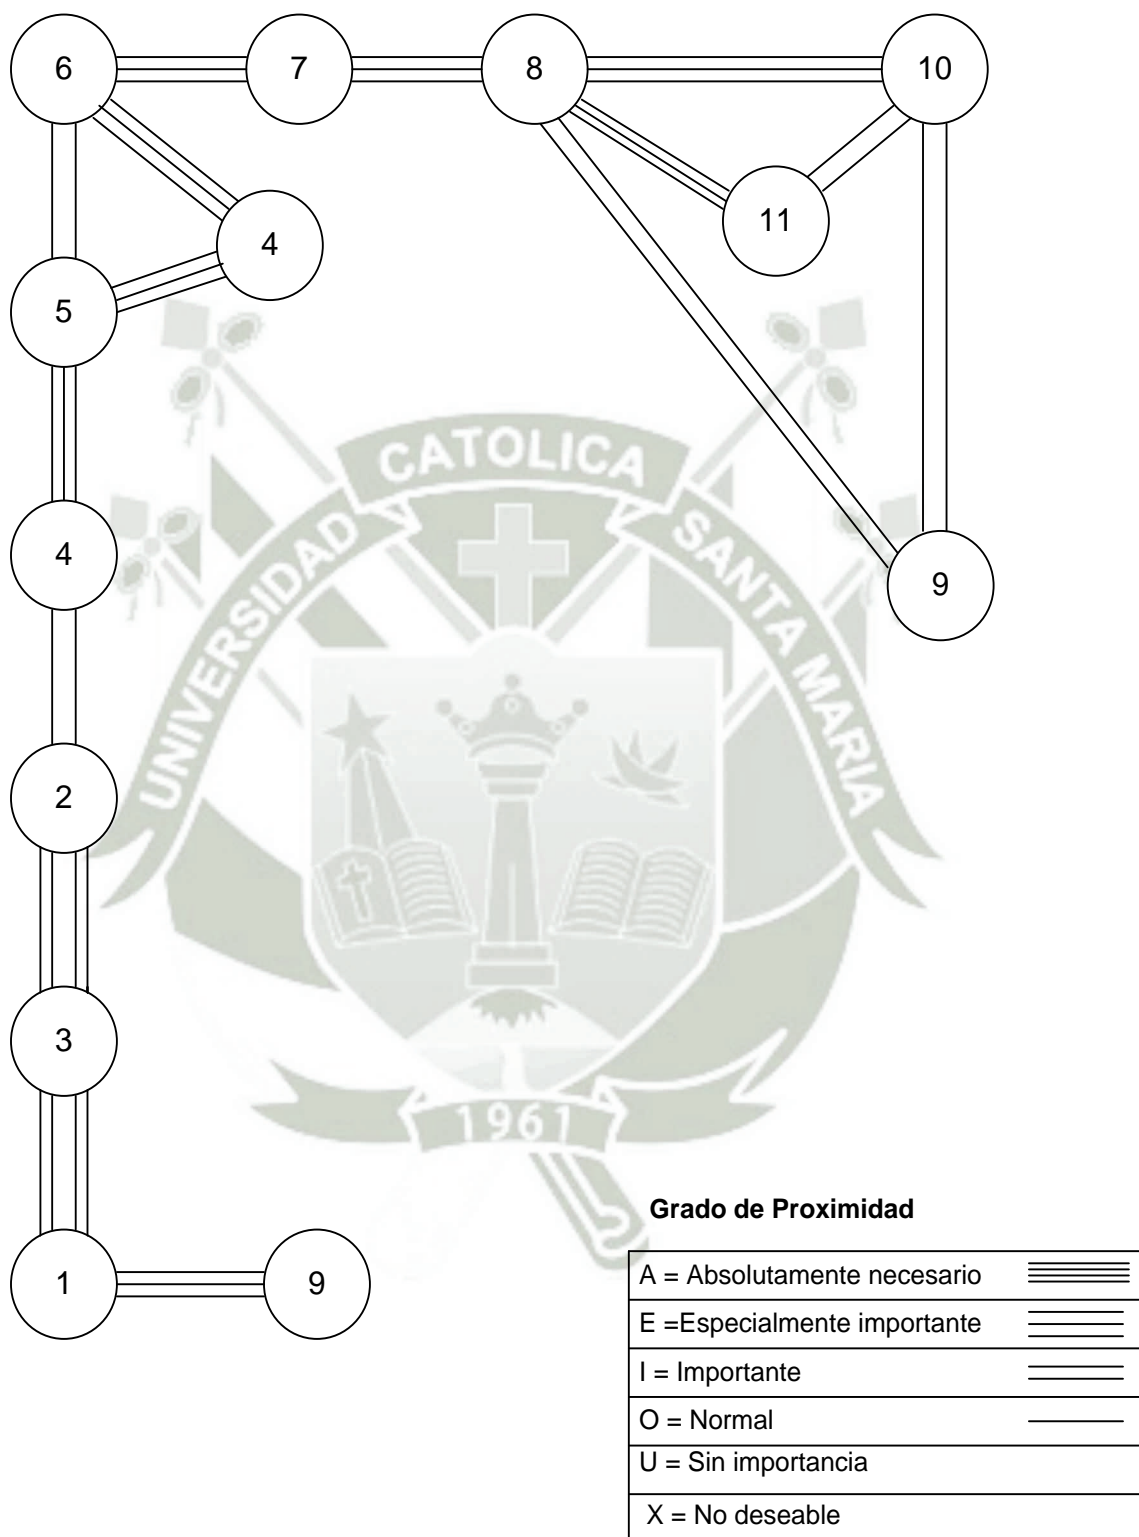 6 7 8 10
11
4
5
4
9
2
3
1 9
CATOLICA
UNIVERSIDAD
SANTA MARIA
1961
Grado de Proximidad
A = Absolutamente necesario
E =Especialmente importante
I = Importante
O = Normal
U = Sin importancia
X = No deseable